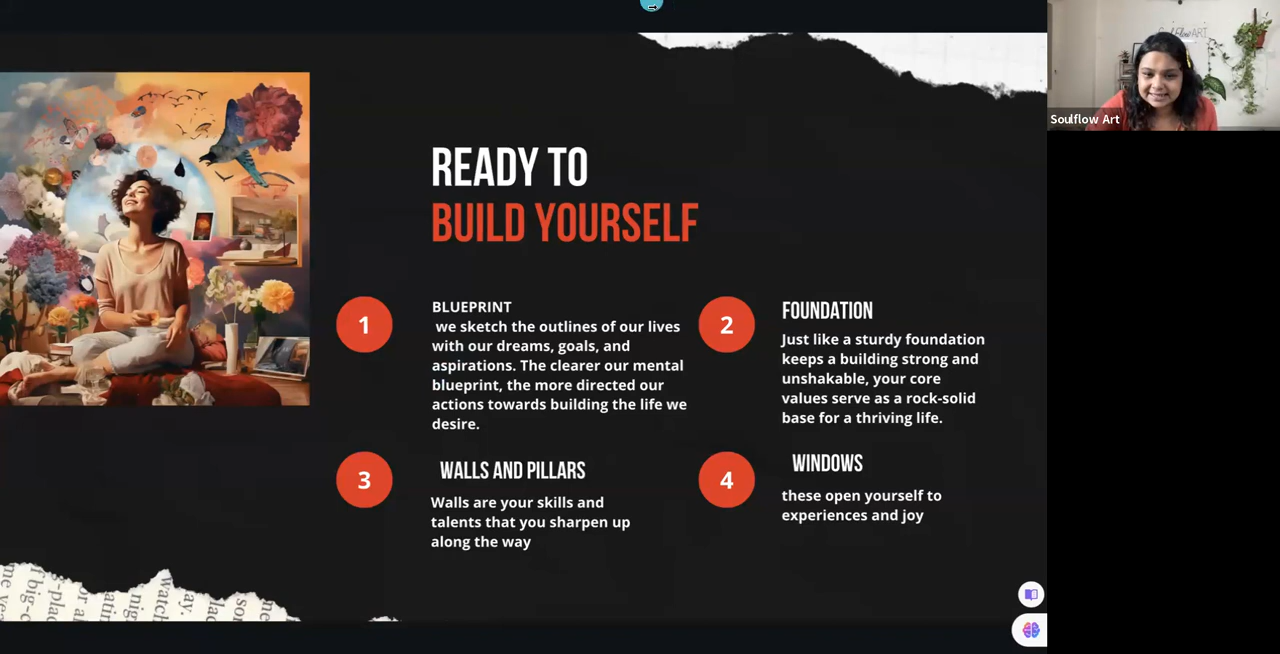 READY TO
BUILD YOURSELF
1
BLUEPRINT
we sketch the outlines of our lives
with our dreams, goals, and
aspirations. The clearer our mental
blueprint, the more directed our
actions towards building the life we
desire.
2
FOUNDATION
Just like a sturdy foundation
keeps a building strong and
unshakable, your core
values serve as a rock-solid
base for a thriving life.
3
WALLS AND PILLARS
Walls are your skills and
talents that you sharpen up
along the way
4
WINDOWS
these open yourself to
experiences and joy
Soulflow Art